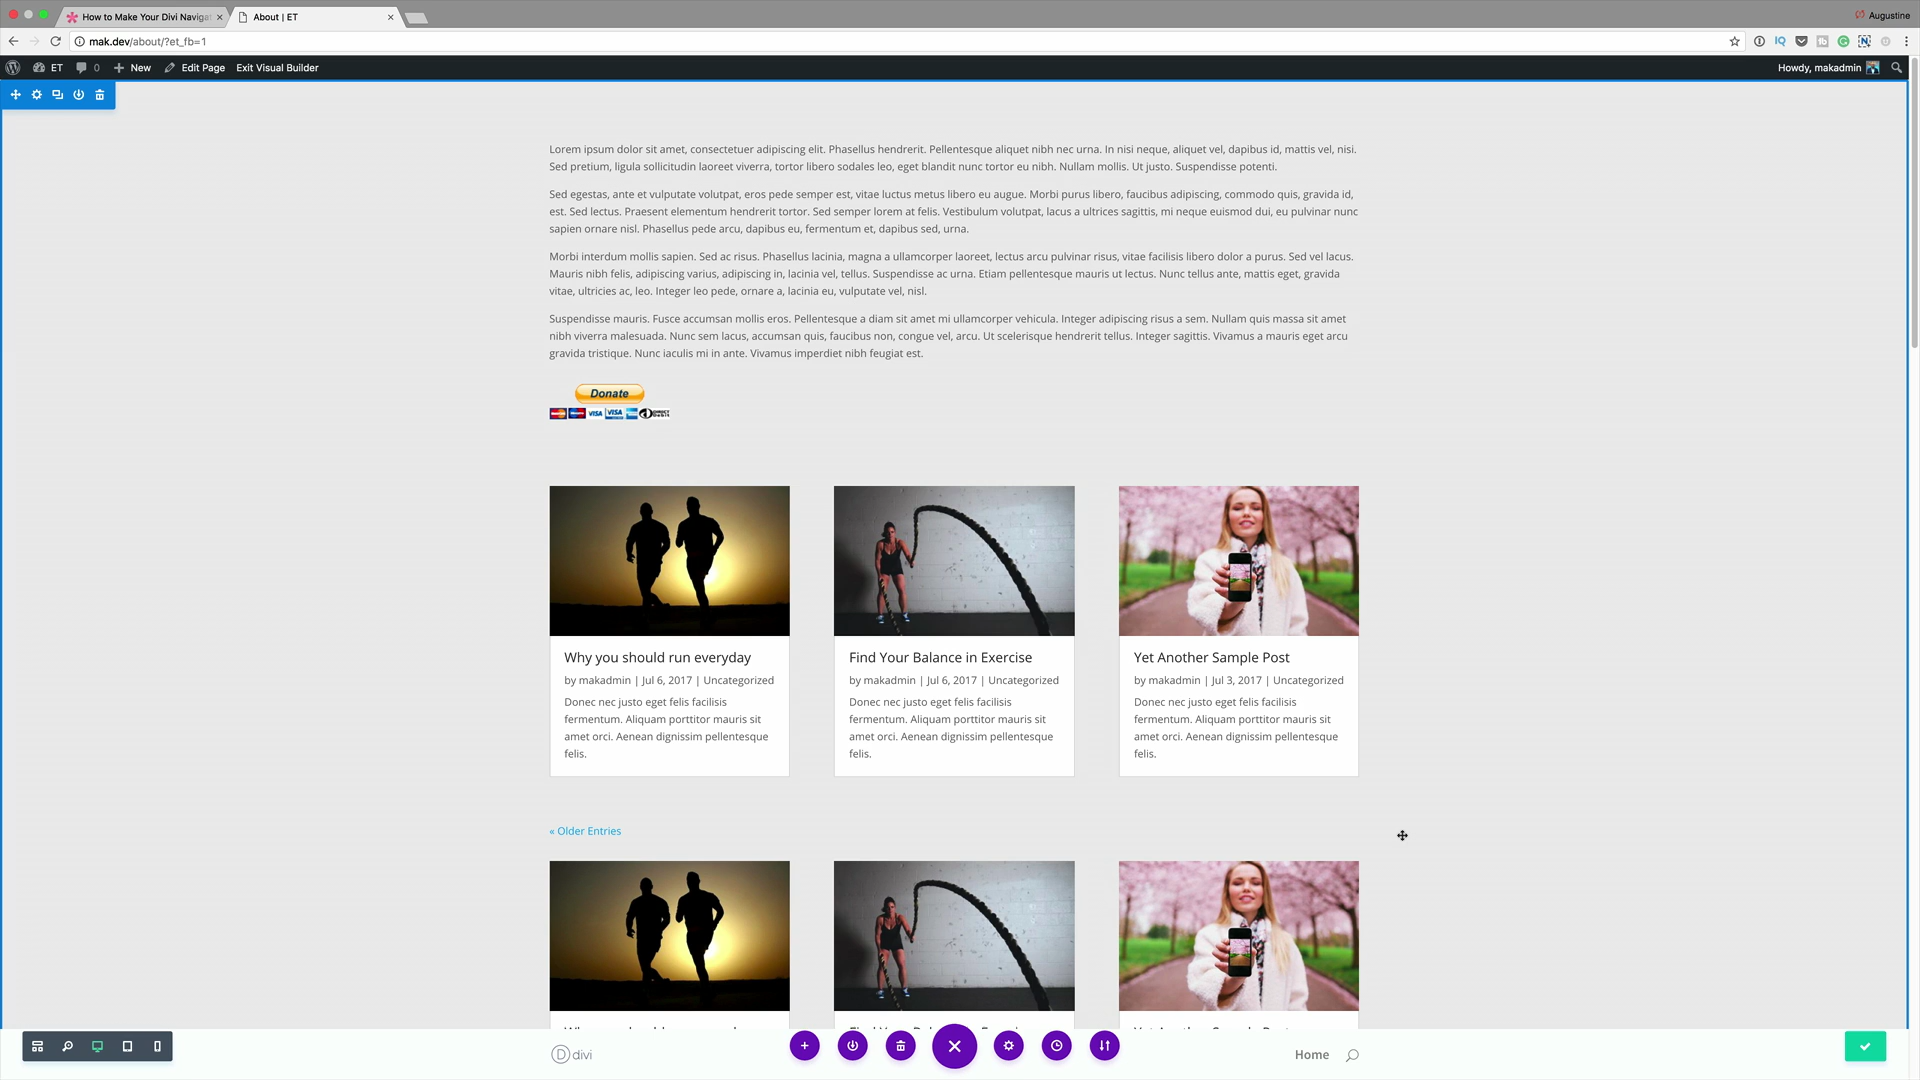 How to Make Your Divi Naviga
About | ET
Augustine
mak.dev/about/?et_fb=1
ET
0
New
Edit Page
Exit Visual Builder
Howdy, makadmin
Lorem ipsum dolor sit amet, consectetuer adipiscing elit. Phasellus hendrerit. Pellentesque aliquet nibh nec urna. In nisi neque, aliquet vel, dapibus id, mattis vel, nisi.
Sed pretium, ligula sollicitudin laoreet viverra, tortor libero sodales leo, eget blandit nunc tortor eu nibh. Nullam mollis. Ut justo. Suspendisse potenti.
Sed egestas, ante et vulputate volutpat, eros pede semper est, vitae luctus metus libero eu augue. Morbi purus libero, faucibus adipiscing, commodo quis, gravida id,
est. Sed lectus. Praesent elementum hendrerit tortor. Sed semper lorem at felis. Vestibulum volutpat, lacus a ultrices sagittis, mi neque euismod dui, eu pulvinar nunc
sapien ornare nisl. Phasellus pede arcu, dapibus eu, fermentum et, dapibus sed, urna.
Morbi interdum mollis sapien. Sed ac risus. Phasellus lacinia, magna a ullamcorper laoreet, lectus arcu pulvinar risus, vitae facilisis libero dolor a purus. Sed vel lacus.
Mauris nibh felis, adipiscing varius, adipiscing in, lacinia vel, tellus. Suspendisse ac urna. Etiam pellentesque mauris ut lectus. Nunc tellus ante, mattis eget, gravida
vitae, ultricies ac, leo. Integer leo pede, ornare a, lacinia eu, vulputate vel, nisl.
Suspendisse mauris. Fusce accumsan mollis eros. Pellentesque a diam sit amet mi ullamcorper vehicula. Integer adipiscing risus a sem. Nullam quis massa sit amet
nibh viverra malesuada. Nunc sem lacus, accumsan quis, faucibus non, congue vel, arcu. Ut scelerisque hendrerit tellus. Integer sagittis. Vivamus a mauris eget arcu
gravida tristique. Nunc iaculis mi in ante. Vivamus imperdiet nibh feugiat est.
Donate
VISA VISA
Why you should run everyday
by makadmin | Jul 6, 2017 | Uncategorized
Donec nec justo eget felis facilisis
fermentum. Aliquam porttitor mauris sit
amet orci. Aenean dignissim pellentesque
felis.
Find Your Balance in Exercise
by makadmin | Jul 6, 2017 | Uncategorized
Donec nec justo eget felis facilisis
fermentum. Aliquam porttitor mauris sit
amet orci. Aenean dignissim pellentesque
felis.
Yet Another Sample Post
by makadmin | Jul 3, 2017 | Uncategorized
Donec nec justo eget felis facilisis
fermentum. Aliquam porttitor mauris sit
amet orci. Aenean dignissim pellentesque
felis.
« Older Entries
D divi
Home